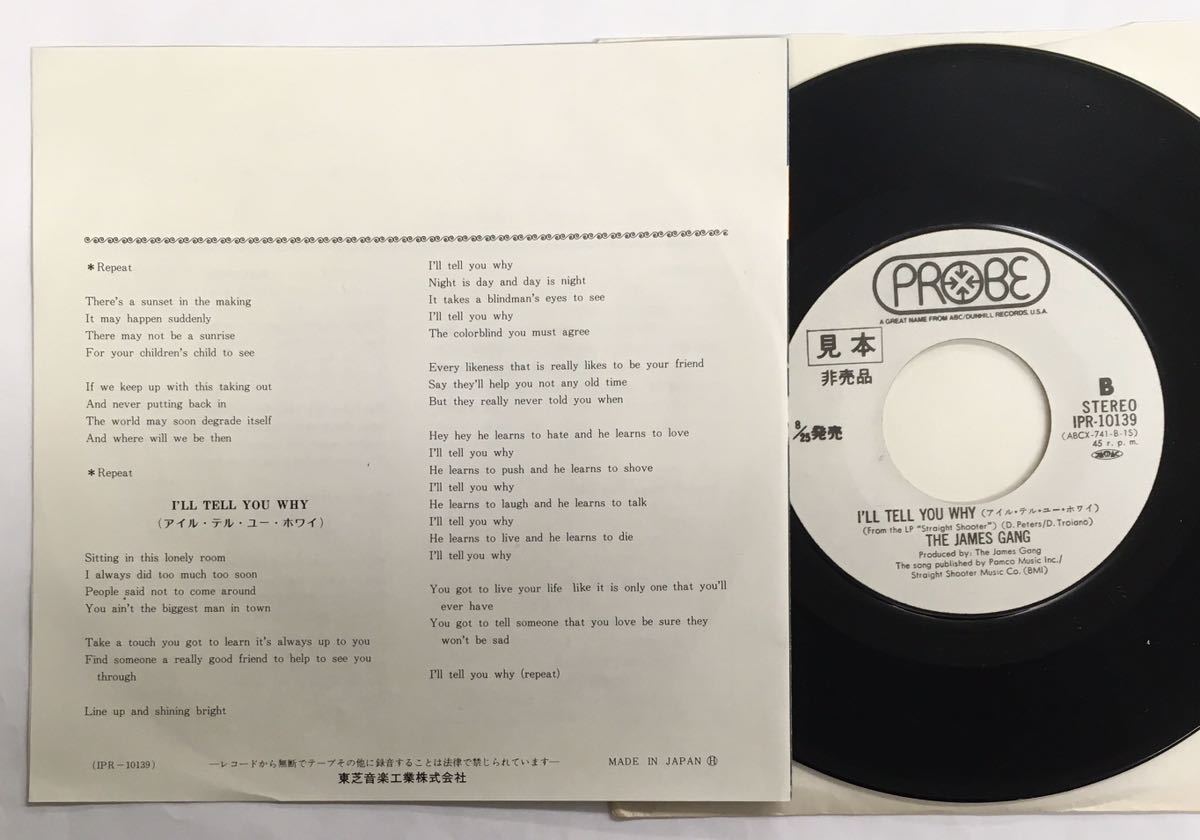 *Repeat
There's a sunset in the making
It may happen suddenly
There may not be a sunrise
For your children's child to see
If we keep up with this taking out
And never putting back in
The world may soon degrade itself
And where will we be then
*Repeat
I'LL TELL YOU WHY
(アイル・テル・ユー・ホワイ)
Sitting in this lonely room
I always did too much too soon
People said not to come around
You ain't the biggest man in town
Take a touch you got to learn it's always up to you
Find someone a really good friend to help to see you
through
Line up and shining bright
I'll tell you why
Night is day and day is night
It takes a blindman's eyes to see
I'll tell you why
The colorblind you must agree
Every likeness that is really likes to be your friend
Say they'll help you not any old time
But they really never told you when
Hey hey he learns to hate and he learns to love
I'll tell you why
He learns to push and he learns to shove
I'll tell you why
He learns to laugh and he learns to talk
I'll tell you why
He learns to live and he learns to die
I'll tell you why
You got to live your life like it is only one that you'll
ever have
You got to tell someone that you love be sure they
won't be sad
I'll tell you why (repeat)
(IPR-10139)
—レコードから無断でテープその他に録音することは法律で禁じられています—
MADE IN JAPAN Ⓗ
東芝音楽工業株式会社
PROBE
A GREAT NAME FROM ABC/DUNHILL RECORDS. U.S.A.
見本
非売品
8/25発売
B
STEREO
IPR-10139
(ABCX-741-B-1S)
45 r. p. m.
I'LL TELL YOU WHY (アイル・テル・ユー・ホワイ)
(From the LP "Straight Shooter") (D. Peters/D. Troiano)
THE JAMES GANG
Produced by: The James Gang
The song published by Pamco Music Inc./
Straight Shooter Music Co. (BMI)